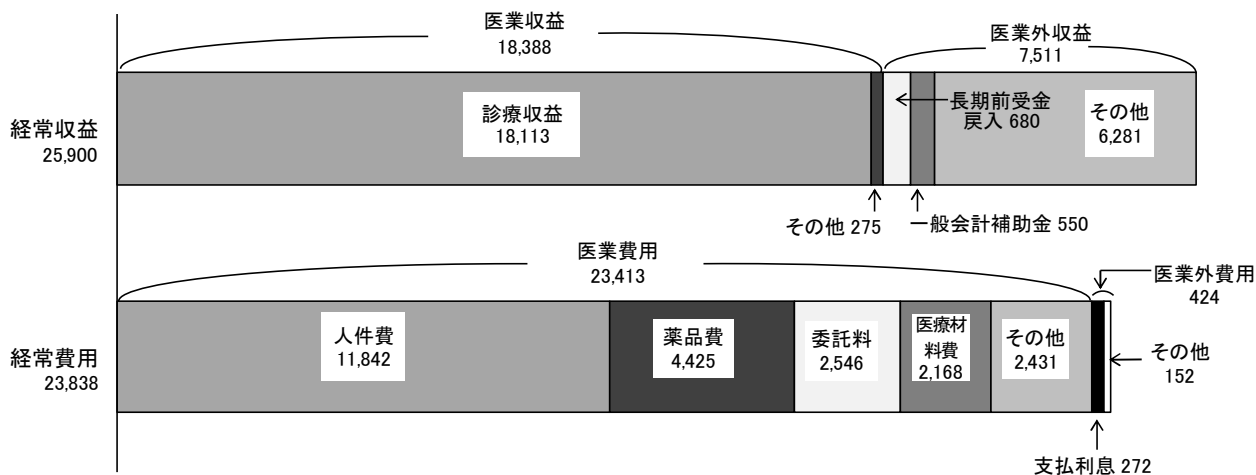 医業収益
18,388
医業外収益
7,511
経常収益
25,900
診療収益
18,113
長期前受金
戻入 680
その他
6,281
その他 275
一般会計補助金 550
医業費用
23,413
医業外費用
424
経常費用
23,838
人件費
11,842
薬品費
4,425
委託料
2,546
医療材
料費
2,168
その他
2,431
その他
152
支払利息 272